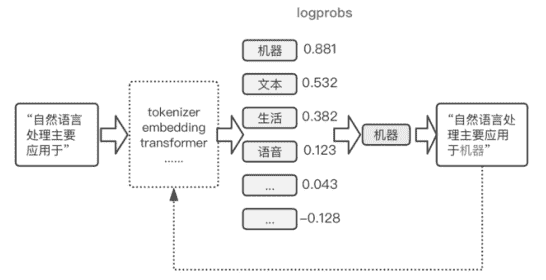 logprobs
“自然语言
处理主要
应用于”
tokenizer
embedding
transformer
......
机器 0.881
文本 0.532
生活 0.382
语音 0.123
... 0.043
... -0.128
机器
“自然语言处
理主要应用
于机器”